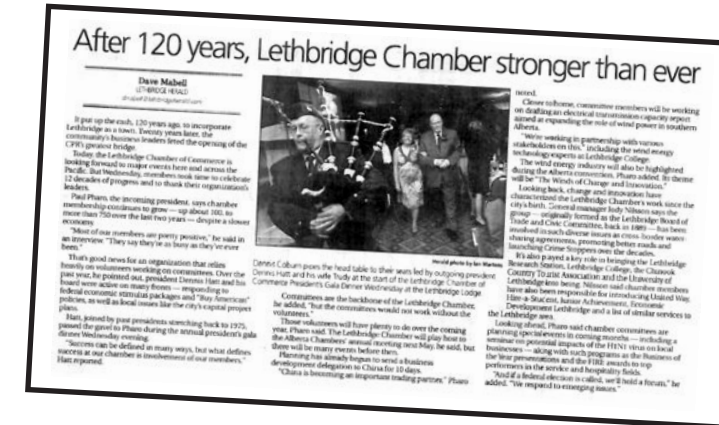 After 120 years, Lethbridge Chamber stronger than ever
Dave Mabell
LETHBRIDGE HERALD
dmabell@lethbridgeherald.com
It put up the cash, 120 years ago, to incorporate
Lethbridge as a town. Twenty years later, the
community's business leaders feted the opening of the
CPR's greatest bridge.
Today, the Lethbridge Chamber of Commerce is
looking forward to major events here and across the
Pacific. But Wednesday, members took time to celebrate
12 decades of progress and to thank their organization's
leaders.
Paul Pharo, the incoming president, says chamber
membership continues to grow — up about 100, to
more than 750 over the last two years — despite a slower
economy.
"Most of our members are pretty positive," he said in
an interview. "They say they're as busy as they've ever
been."
That's good news for an organization that relies
heavily on volunteers working on committees. Over the
past year, he pointed out, president Dennis Hatt and his
board were active on many fronts — responding to
federal economic stimulus packages and "Buy American"
policies, as well as local issues like the city's capital project
plans.
Hatt, joined by past presidents stretching back to 1975,
passed the gavel to Pharo during the annual president's gala
dinner Wednesday evening.
"Success can be defined in many ways, but what defines
success at our chamber is involvement of our members,"
Hatt reported.
Herald photo by Ian Martens
Dennis Coburn pipes the head table to their seats led by outgoing president
Dennis Hatt and his wife Trudy at the start of the Lethbridge Chamber of
Commerce President's Gala Dinner Wednesday at the Lethbridge Lodge
Committees are the backbone of the Lethbridge Chamber,
he added, "but the committees would not work without the
volunteers."
Those volunteers will have plenty to do over the coming
year, Pharo said. The Lethbridge Chamber will play host to
the Alberta Chambers' annual meeting next May, he said, but
there will be many events before then.
Planning has already begun to send a business
development delegation to China for 10 days.
"China is becoming an important trading partner," Pharo
noted.
Closer to home, committee members will be working
on drafting an electrical transmission capacity report
aimed at expanding the role of wind power in southern
Alberta.
"We're working in partnership with various
stakeholders on this," including the wind energy
technology experts at Lethbridge College.
The wind energy industry will also be highlighted
during the Alberta convention, Pharo added. Its theme
will be "The Winds of Change and Innovation."
Looking back, change and innovation have
characterized the Lethbridge Chamber's work since the
city's birth. General manager Jody Nilsson says the
group — originally formed as the Lethbridge Board of
Trade and Civic Committee, back in 1889 — has been
involved in such diverse issues as cross-border water-
sharing agreements, promoting better roads and
launching Crime Stoppers over the decades.
It's also played a key role in bringing the Lethbridge
Research Station, Lethbridge College, the Chinook
Country Tourist Association and the University of
Lethbridge into being. Nilsson said chamber members
have also been responsible for introducing United Way,
Hire-a-Student, Junior Achievement, Economic
Development Lethbridge and a list of similar services to
the Lethbridge area.
Looking ahead, Pharo said chamber committees are
planning special events in coming months — including a
seminar on potential impacts of the H1N1 virus on local
businesses — along with such programs as the Business of
the Year presentations and the FIRE awards to top
performers in the service and hospitality fields.
"And if a federal election is called, we'll hold a forum," he
added. "We respond to emerging issues."